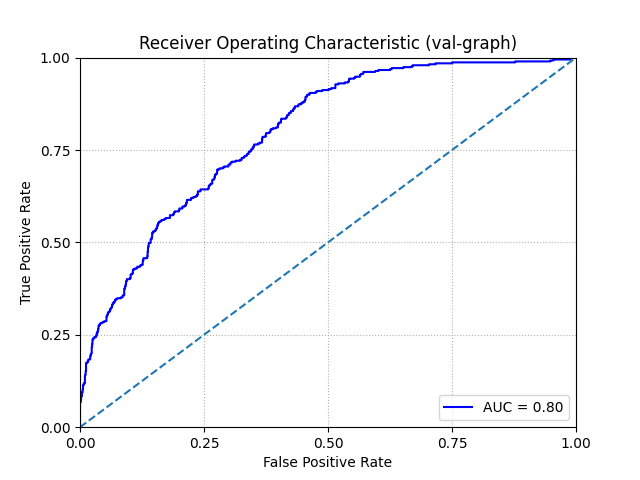 Receiver Operating Characteristic (val-graph)
1.00
0.75
0.50
0.25
0.00
True Positive Rate
AUC = 0.80
0.00 0.25 0.50 0.75 1.00
False Positive Rate